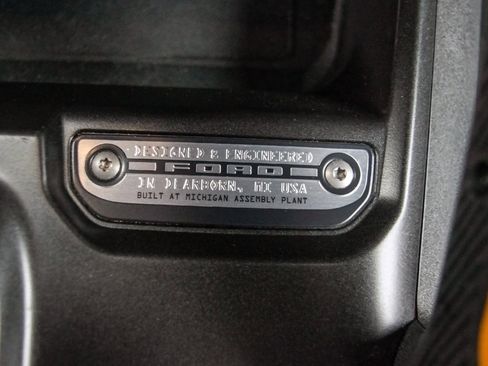 DESIGNED & ENGINEERED
FORD
IN DEARBORN, MI USA
BUILT AT MICHIGAN ASSEMBLY PLANT